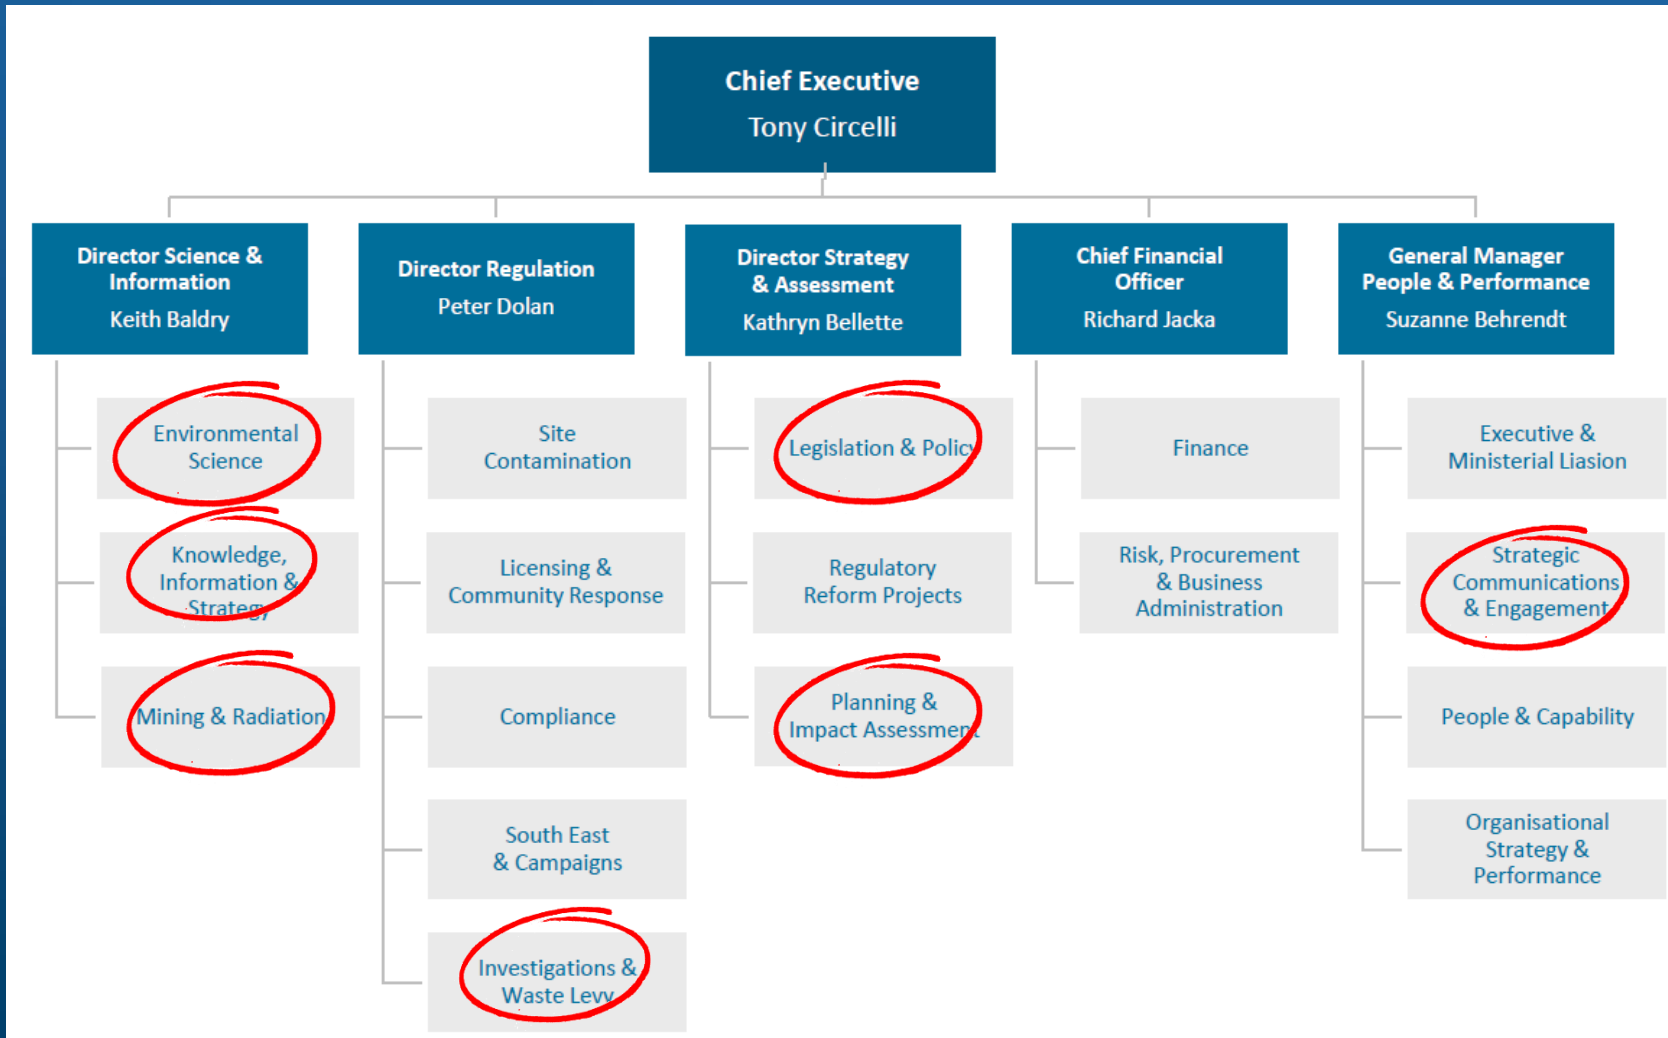 Chief Executive
Tony Circelli
Director Science &
Information
Keith Baldry
Director Regulation
Peter Dolan
Director Strategy
& Assessment
Kathryn Bellette
Chief Financial
Officer
Richard Jacka
General Manager
People & Performance
Suzanne Behrendt
Environmental
Science
Knowledge,
Information &
Strategy
Mining & Radiation
Site
Contamination
Licensing &
Community Response
Compliance
South East
& Campaigns
Investigations &
Waste Levy
Legislation & Policy
Regulatory
Reform Projects
Planning &
Impact Assessment
Finance
Risk, Procurement
& Business
Administration
Executive &
Ministerial Liasion
Strategic
Communications
& Engagement
People & Capability
Organisational
Strategy &
Performance